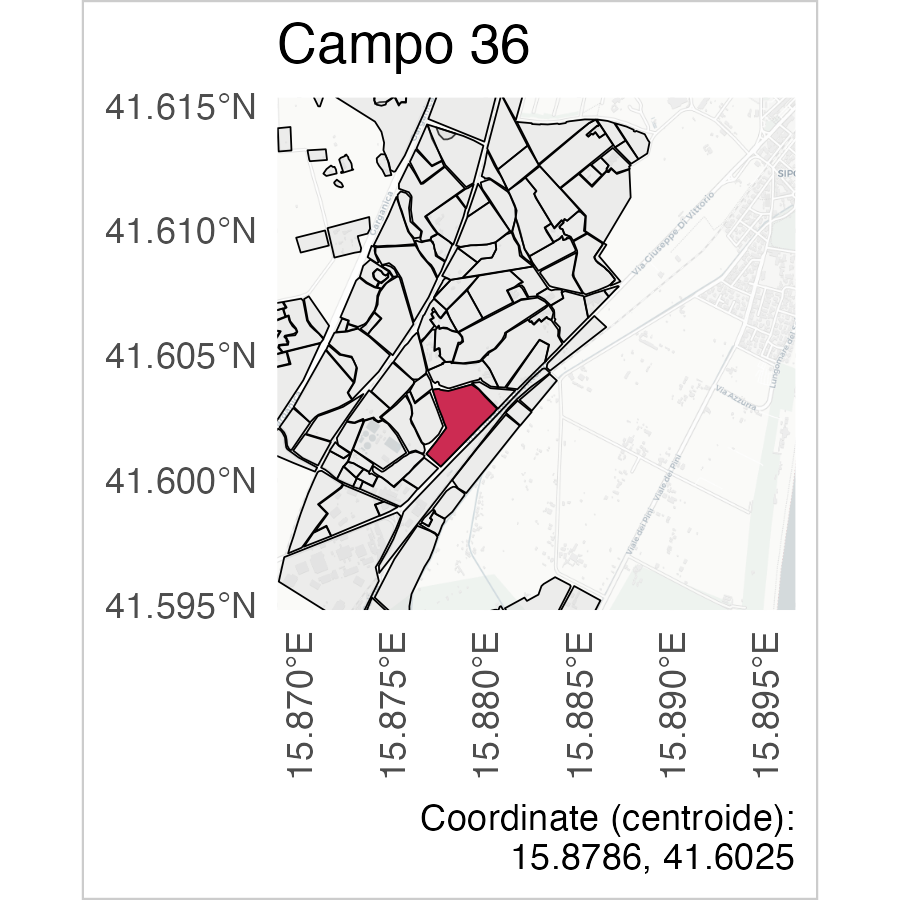 Campo 36
41.615°N
41.610°N
41.605°N
41.600°N
41.595°N
SIPO
Via Giuseppe Di Vittorio
Via Azzurra
Viale dei Pini
Viale dei Pini
15.870°E
15.875°E
15.880°E
15.885°E
15.890°E
15.895°E
Coordinate (centroide):
15.8786, 41.6025